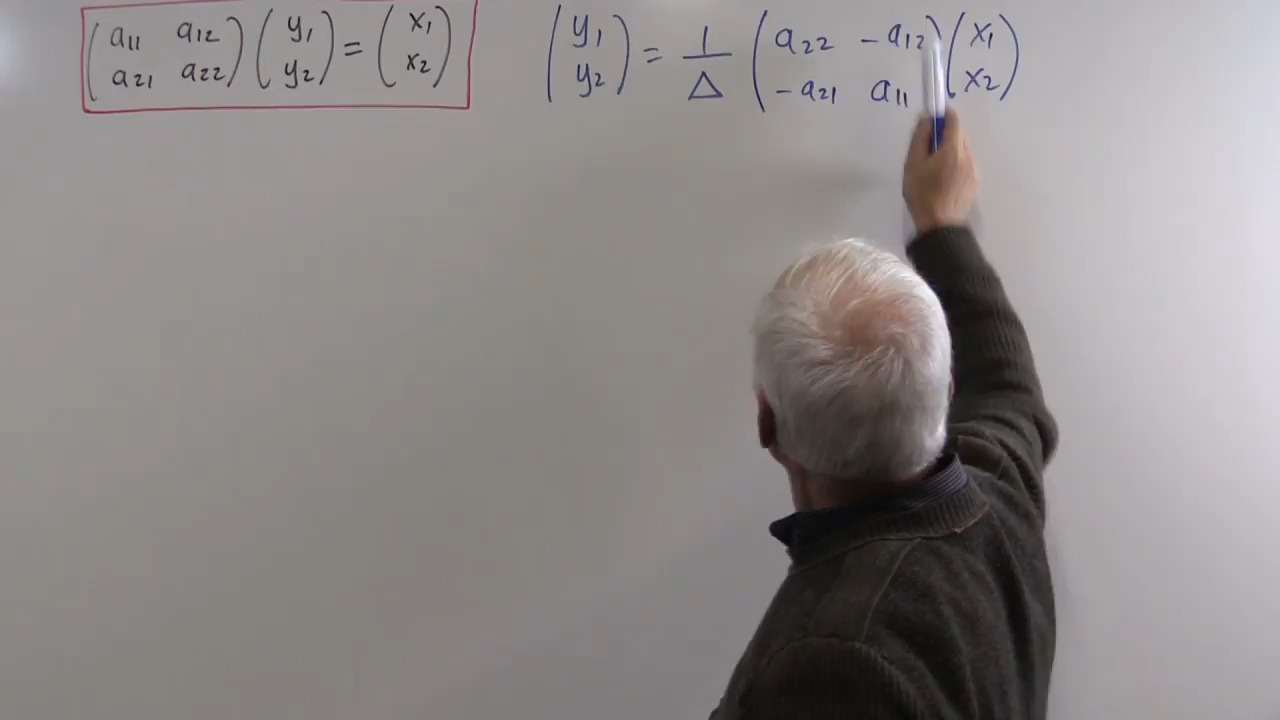 (a11 a12) (y1) = (x1)
(a21 a22) (y2) (x2)
(y1) = 1/Δ (a22 -a12) (x1)
(y2) (-a21 a11) (x2)